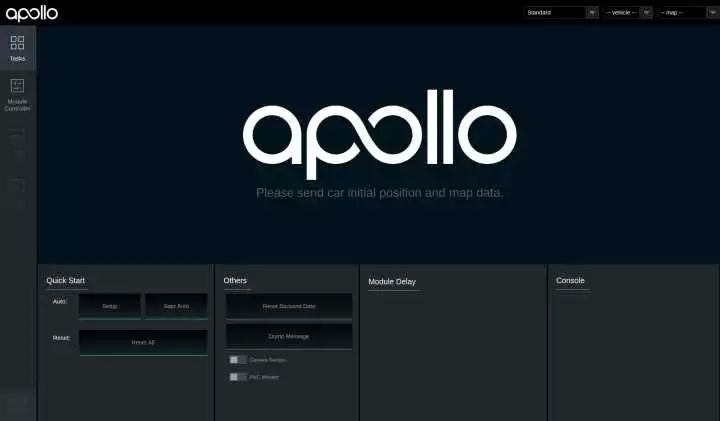 apollo
Standard
-- vehicle --
-- map --
Tasks
Module
Controller
apollo
Please send car initial position and map data.
Quick Start
Auto:
Setup
Start Auto
Reset:
Reset All
Others
Reset Backend Data
Dump Message
Camera Sensor
PNC Monitor
Module Delay
Console